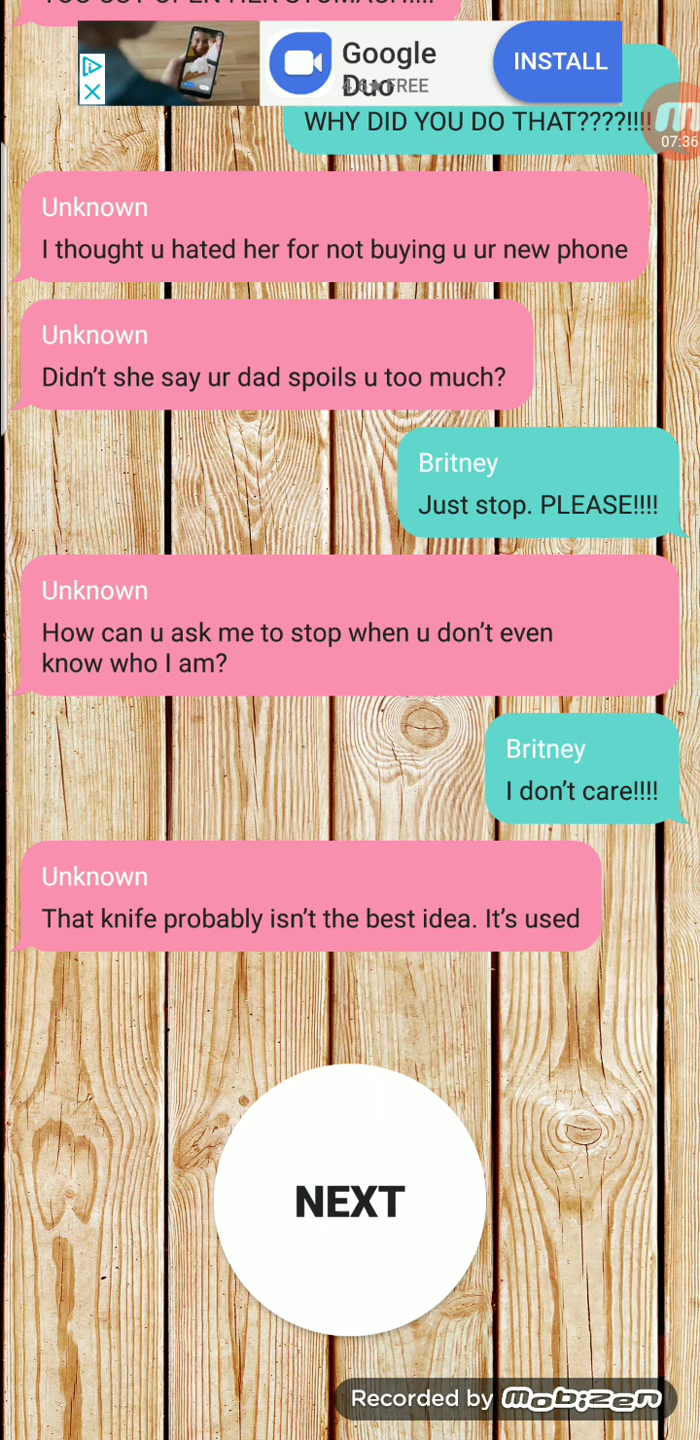 Google
Duo
FREE
INSTALL
WHY DID YOU DO THAT????!!!!
07:36
Unknown
I thought u hated her for not buying u ur new phone
Unknown
Didn’t she say ur dad spoils u too much?
Britney
Just stop. PLEASE!!!!
Unknown
How can u ask me to stop when u don’t even
know who I am?
Britney
I don’t care!!!!
Unknown
That knife probably isn’t the best idea. It’s used
NEXT
Recorded by mobizen